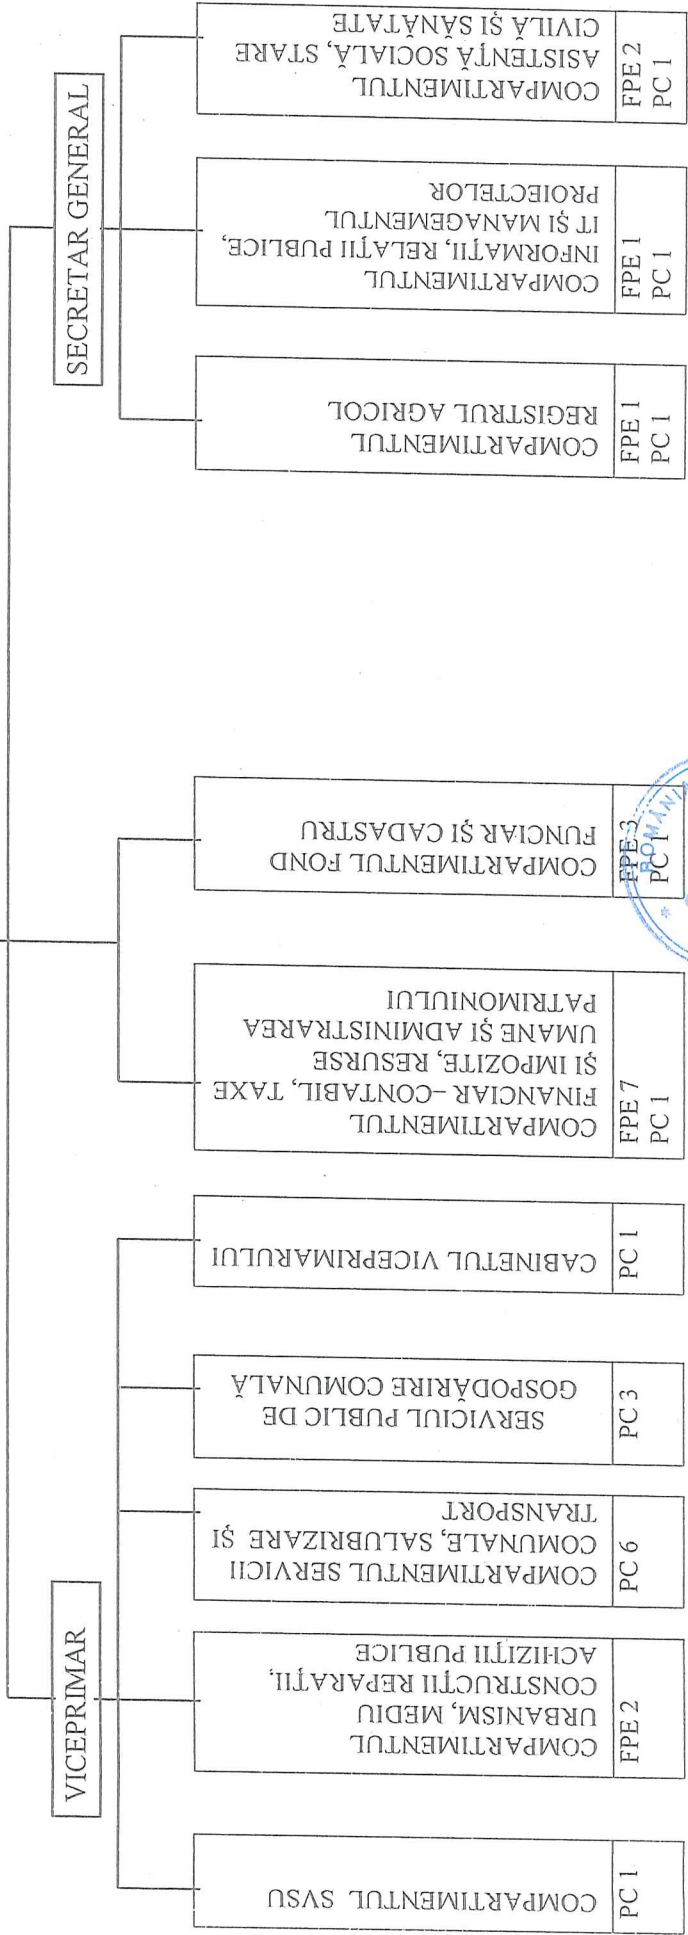 VICEPRIMAR
SECRETAR GENERAL
COMPARTIMENTUL SVSU
PC 1
COMPARTIMENTUL
URBANISM, MEDIU
CONSTRUCȚII REPARAȚII,
ACHIZIȚII PUBLICE
FPE 2
COMPARTIMENTUL SERVICII
COMUNALE, SALUBRIZARE ȘI
TRANSPORT
PC 6
SERVICIUL PUBLIC DE
GOSPODĂRIRE COMUNALĂ
PC 3
CABINETUL VICEPRIMARULUI
PC 1
COMPARTIMENTUL
FINANCIAR –CONTABIL, TAXE
ȘI IMPOZITE, RESURSE
UMANE ȘI ADMINISTRAREA
PATRIMONIULUI
FPE 7
PC 1
COMPARTIMENTUL FOND
FUNCIAR ȘI CADASTRU
FPE 3
PC 1
ROMÂNIA
COMPARTIMENTUL
REGISTRUL AGRICOL
FPE 1
PC 1
COMPARTIMENTUL
INFORMAȚII, RELAȚII PUBLICE,
IT ȘI MANAGEMENTUL
PROIECTELOR
FPE 1
PC 1
COMPARTIMENTUL
ASISTENȚĂ SOCIALĂ, STARE
CIVILĂ ȘI SĂNĂTATE
FPE 2
PC 1